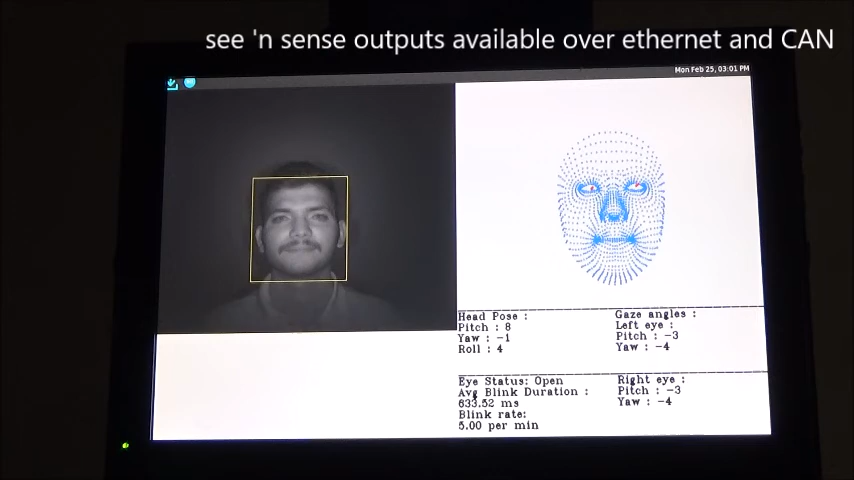 see 'n sense outputs available over ethernet and CAN
Mon Feb 25, 03:01 PM
Head Pose :
Pitch : 8
Yaw : -1
Roll : 4
Gaze angles :
Left eye :
Pitch : -3
Yaw : -4
Eye Status: Open
Avg Blink Duration :
633.52 ms
Blink rate:
5.00 per min
Right eye :
Pitch : -3
Yaw : -4